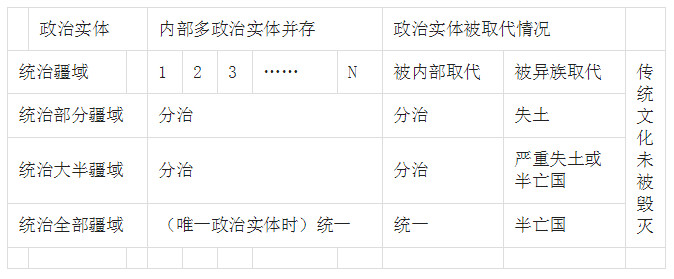 政治实体 内部多政治实体并存 政治实体被取代情况
统治疆域 1 2 3 …… N 被内部取代 被异族取代
统治部分疆域 分治 分治 失土
统治大半疆域 分治 分治 严重失土或
半亡国
统治全部疆域 （唯一政治实体时）统一 统一 半亡国
传
统
文
化
未
被
毁
灭